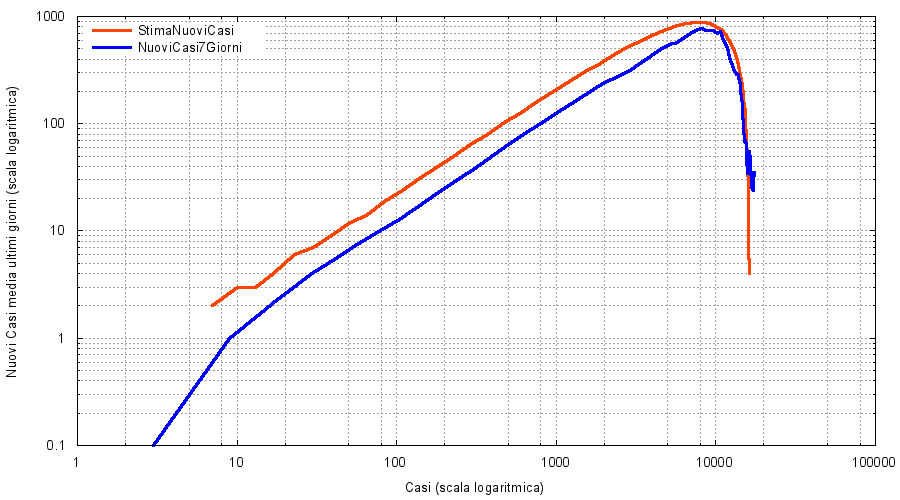 StimaNuoviCasi
NuoviCasi7Giorni
Nuovi Casi media ultimi giorni (scala logaritmica)
1000
100
10
1
0.1
1
10
100
1000
10000
100000
Casi (scala logaritmica)